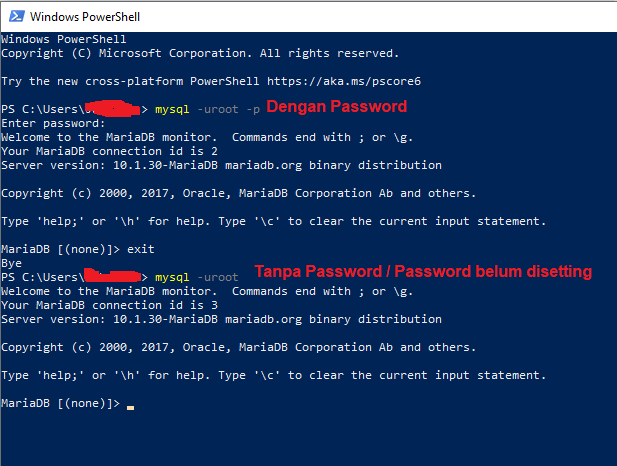 Windows PowerShell
Windows PowerShell
Copyright (C) Microsoft Corporation. All rights reserved.
Try the new cross-platform PowerShell https://aka.ms/pscore6
PS C:\Users\ > mysql -uroot -p Dengan Password
Enter password:
Welcome to the MariaDB monitor.  Commands end with ; or \g.
Your MariaDB connection id is 2
Server version: 10.1.30-MariaDB mariadb.org binary distribution
Copyright (c) 2000, 2017, Oracle, MariaDB Corporation Ab and others.
Type 'help;' or '\h' for help. Type '\c' to clear the current input statement.
MariaDB [(none)]> exit
Bye
PS C:\Users\ > mysql -uroot Tanpa Password / Password belum disetting
Welcome to the MariaDB monitor.  Commands end with ; or \g.
Your MariaDB connection id is 3
Server version: 10.1.30-MariaDB mariadb.org binary distribution
Copyright (c) 2000, 2017, Oracle, MariaDB Corporation Ab and others.
Type 'help;' or '\h' for help. Type '\c' to clear the current input statement.
MariaDB [(none)]>